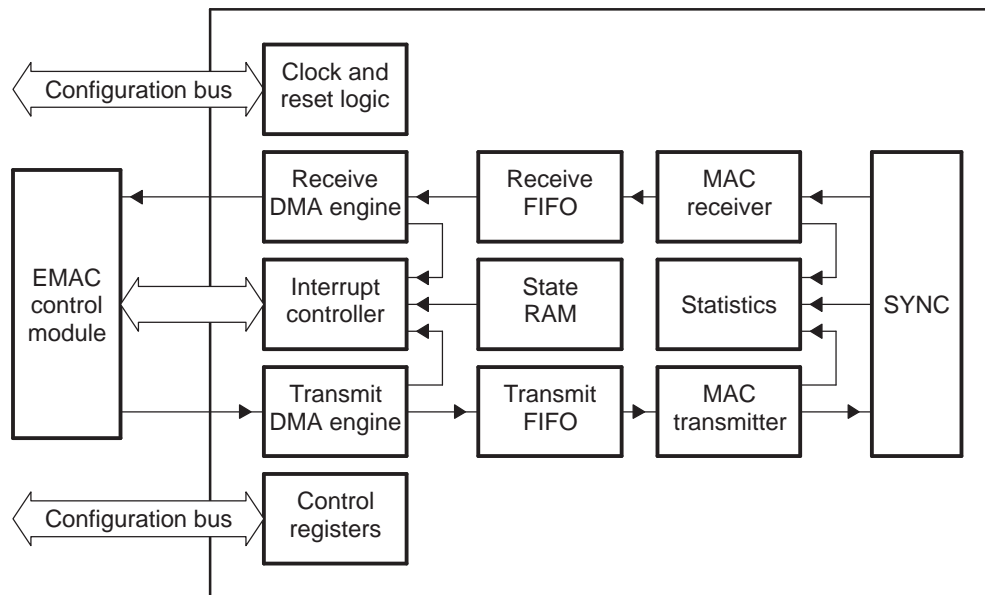 Clock and
reset logic
Configuration bus
Receive
DMA engine
Receive
FIFO
MAC
receiver
EMAC
control
module
Interrupt
controller
State
RAM
Statistics
SYNC
Transmit
DMA engine
Transmit
FIFO
MAC
transmitter
Configuration bus
Control
registers